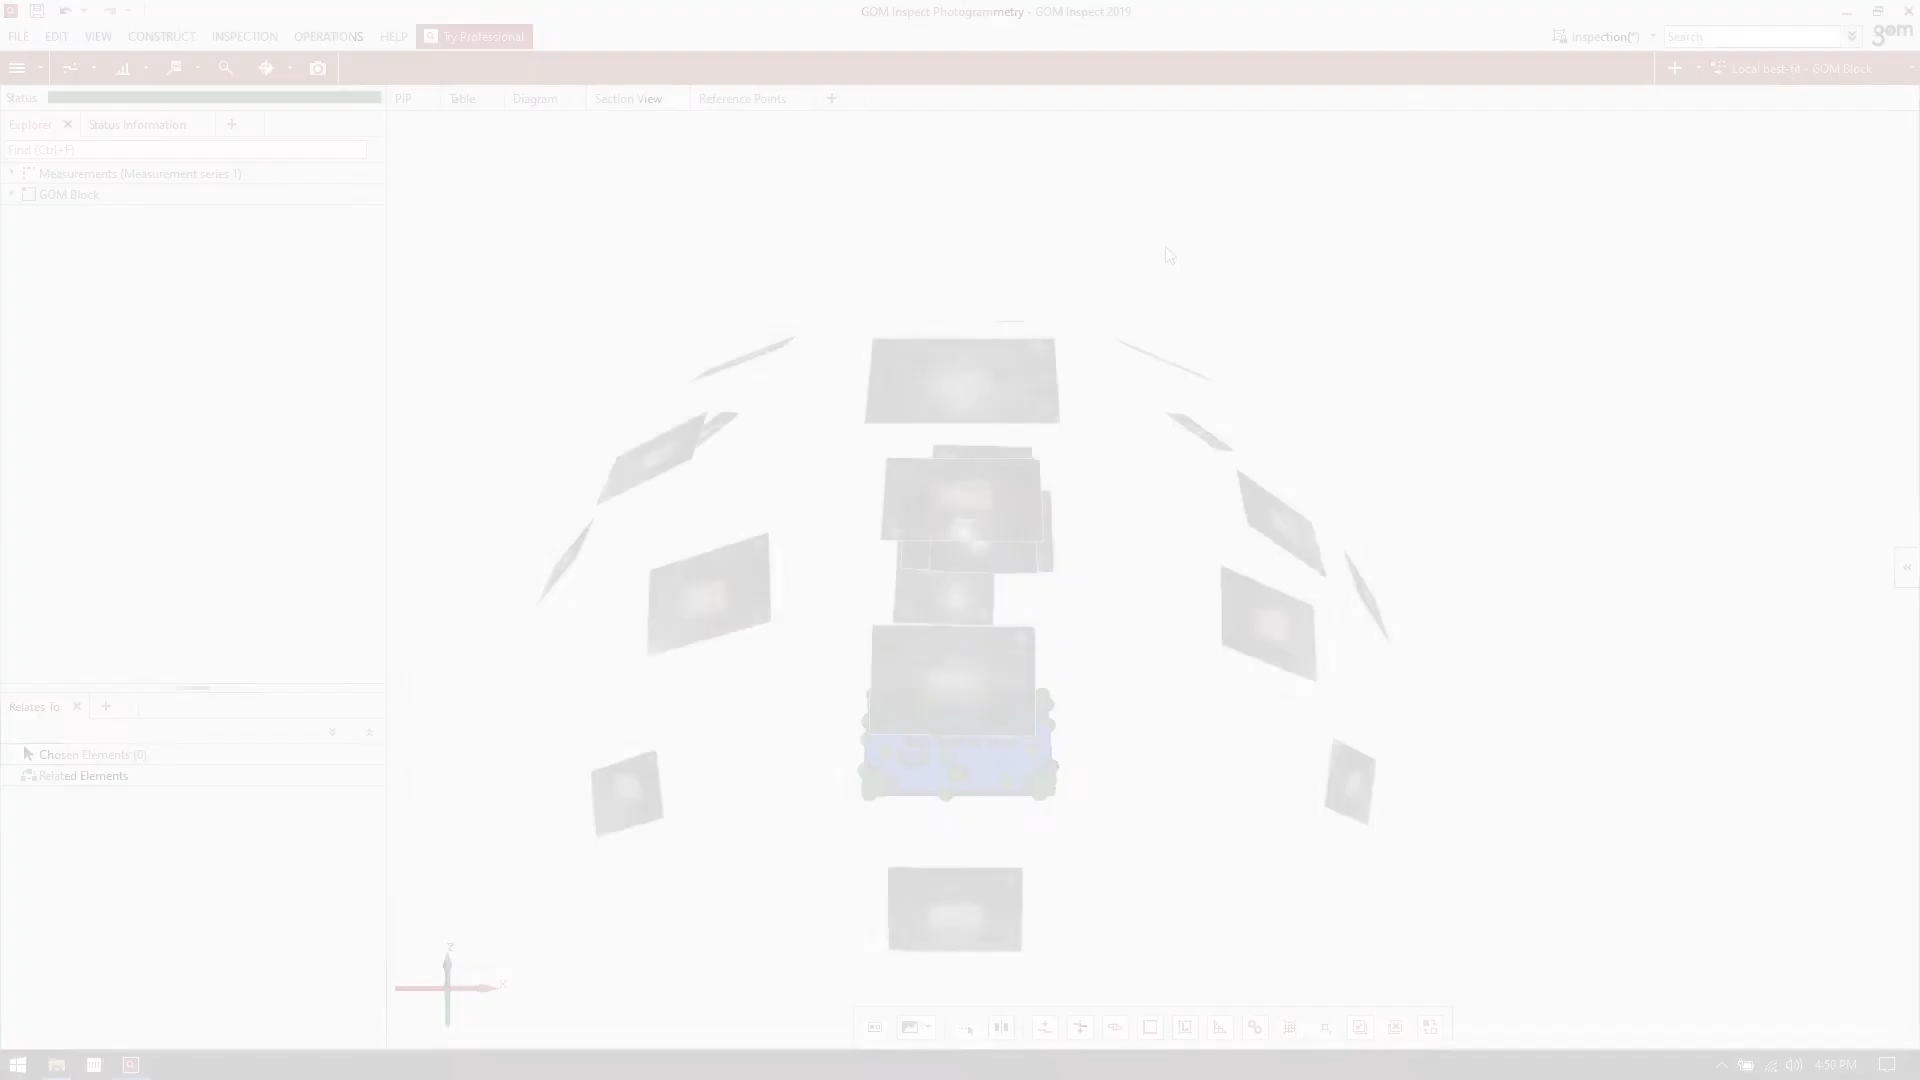 GOM Inspect Photogrammetry - GOM Inspect 2019
FILE EDIT VIEW CONSTRUCT INSPECTION OPERATIONS HELP Try Professional Inspection(*) Search gom
Local best-fit - GOM Block
Status PiP Table Diagram Section View Reference Points
Explorer Status Information
Find (Ctrl+F)
Measurements (Measurement series 1)
GOM Block
Relates To
Chosen Elements (0)
Related Elements
Z
X
4:50 PM